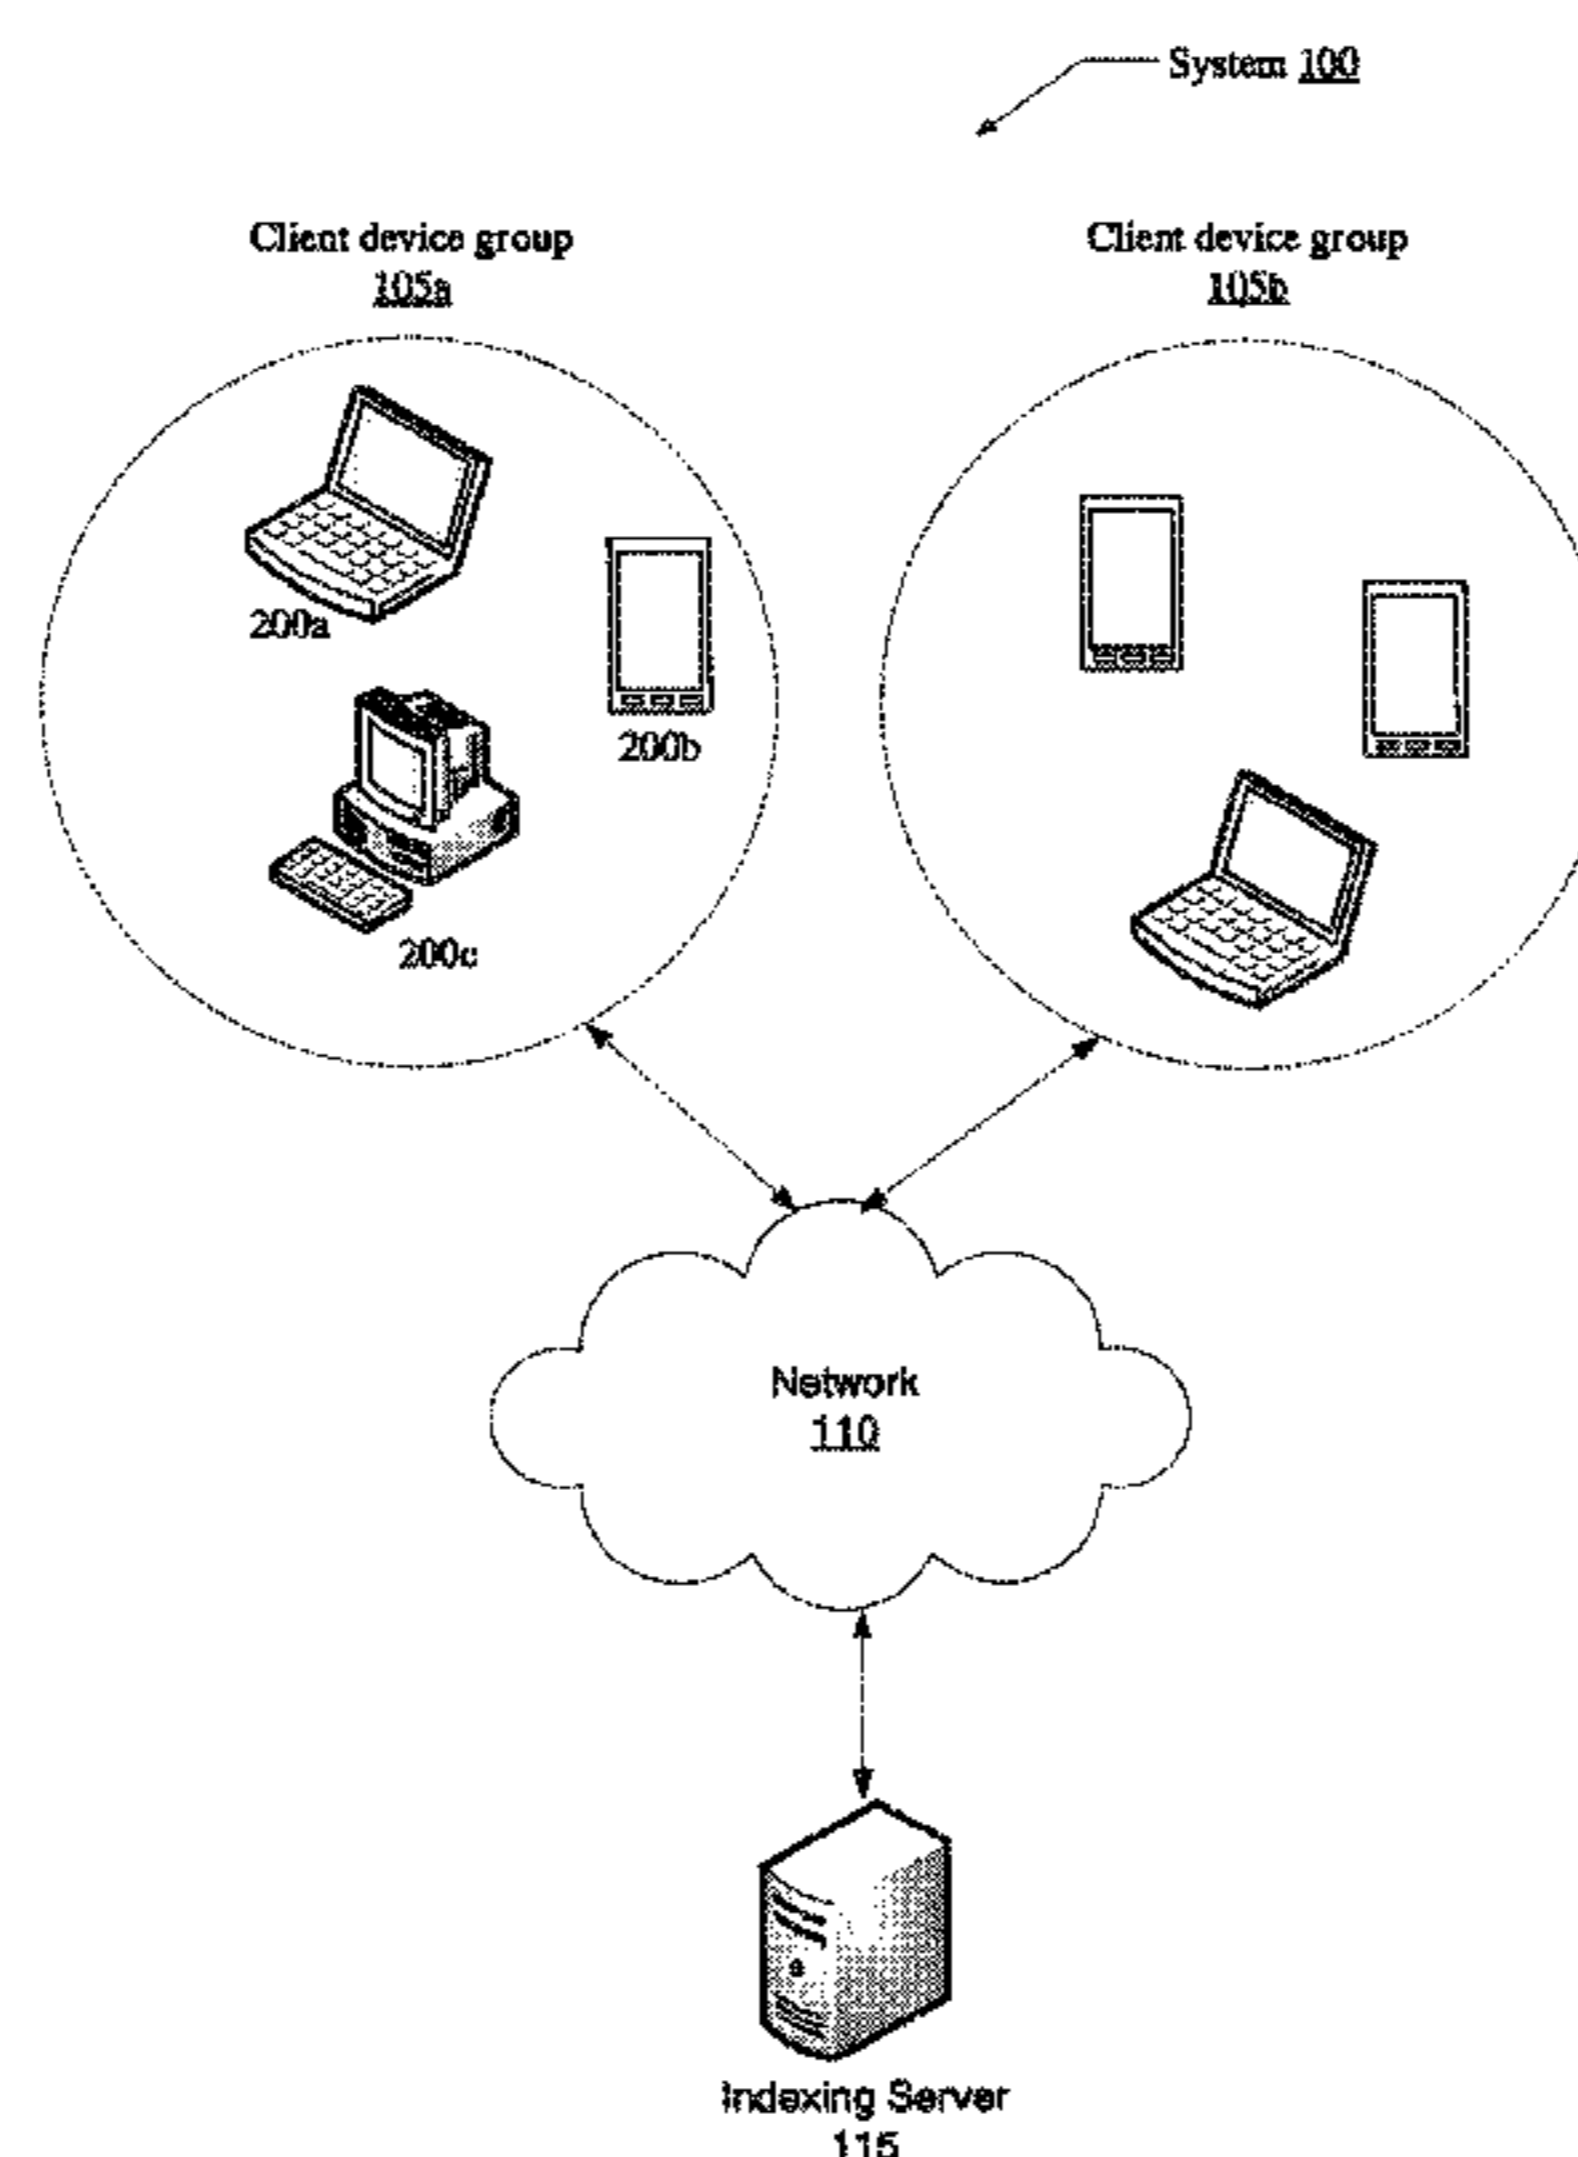 System 100
Client device group
105a
Client device group
105b
200a
200b
200c
Network
110
Indexing Server
115